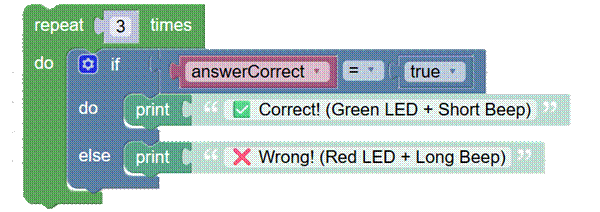 repeat 3 times
do if answerCorrect = true
do print “ ✅ Correct! (Green LED + Short Beep) ”
else print “ ❌ Wrong! (Red LED + Long Beep) ”